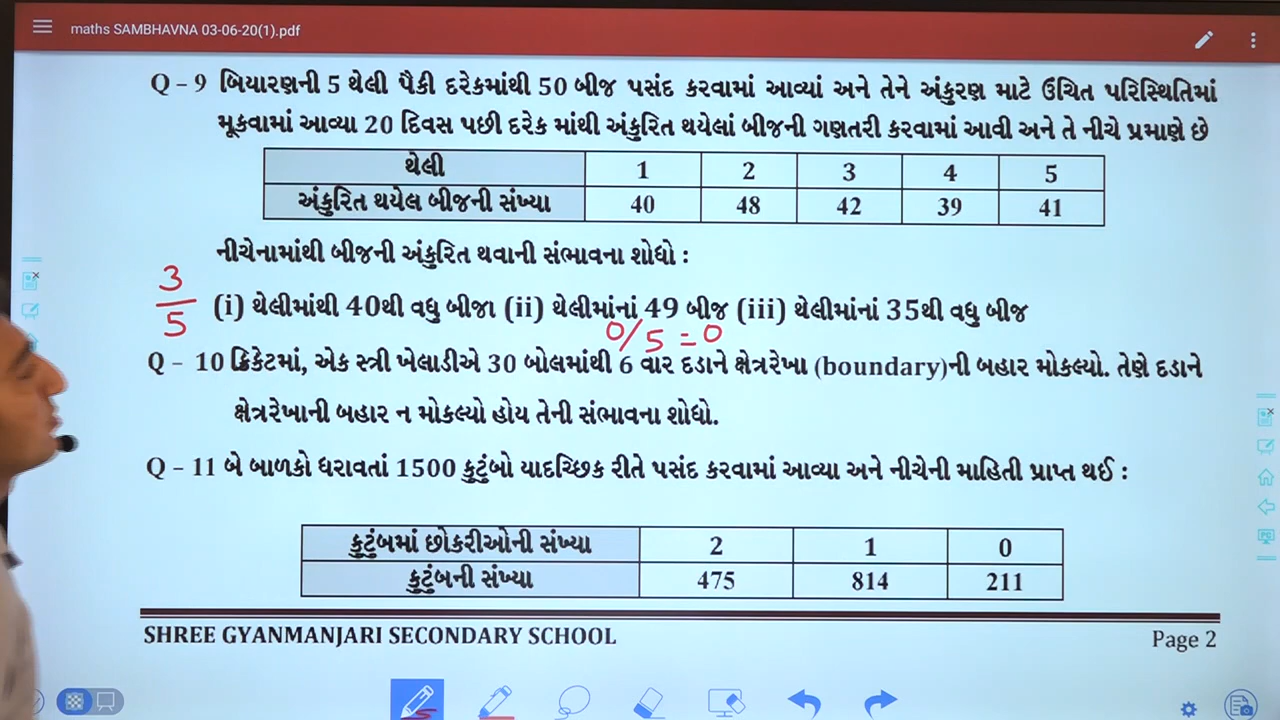 maths SAMBHAVNA 03-06-20(1).pdf
Q – 9 બિયારણની 5 થેલી પૈકી દરેકમાંથી 50 બીજ પસંદ કરવામાં આવ્યાં અને તેને અંકુરણ માટે ઉચિત પરિસ્થિતિમાં
મૂકવામાં આવ્યા 20 દિવસ પછી દરેક માંથી અંકુરિત થયેલાં બીજની ગણતરી કરવામાં આવી અને તે નીચે પ્રમાણે છે
થેલી 1 2 3 4 5
અંકુરિત થયેલ બીજની સંખ્યા 40 48 42 39 41
નીચેનામાંથી બીજની અંકુરિત થવાની સંભાવના શોધો :
3/5 (i) થેલીમાંથી 40થી વધુ બીજા (ii) થેલીમાંનાં 49 બીજ (iii) થેલીમાંનાં 35થી વધુ બીજ
0/5 = 0
Q – 10 ક્રિકેટમાં, એક સ્ત્રી ખેલાડીએ 30 બોલમાંથી 6 વાર દડાને ક્ષેત્રરેખા (boundary)ની બહાર મોકલ્યો. તેણે દડાને
ક્ષેત્રરેખાની બહાર ન મોકલ્યો હોય તેની સંભાવના શોધો.
Q – 11 બે બાળકો ધરાવતાં 1500 કુટુંબો યાદચ્છિક રીતે પસંદ કરવામાં આવ્યા અને નીચેની માહિતી પ્રાપ્ત થઈ :
કુટુંબમાં છોકરીઓની સંખ્યા 2 1 0
કુટુંબની સંખ્યા 475 814 211
SHREE GYANMANJARI SECONDARY SCHOOL Page 2